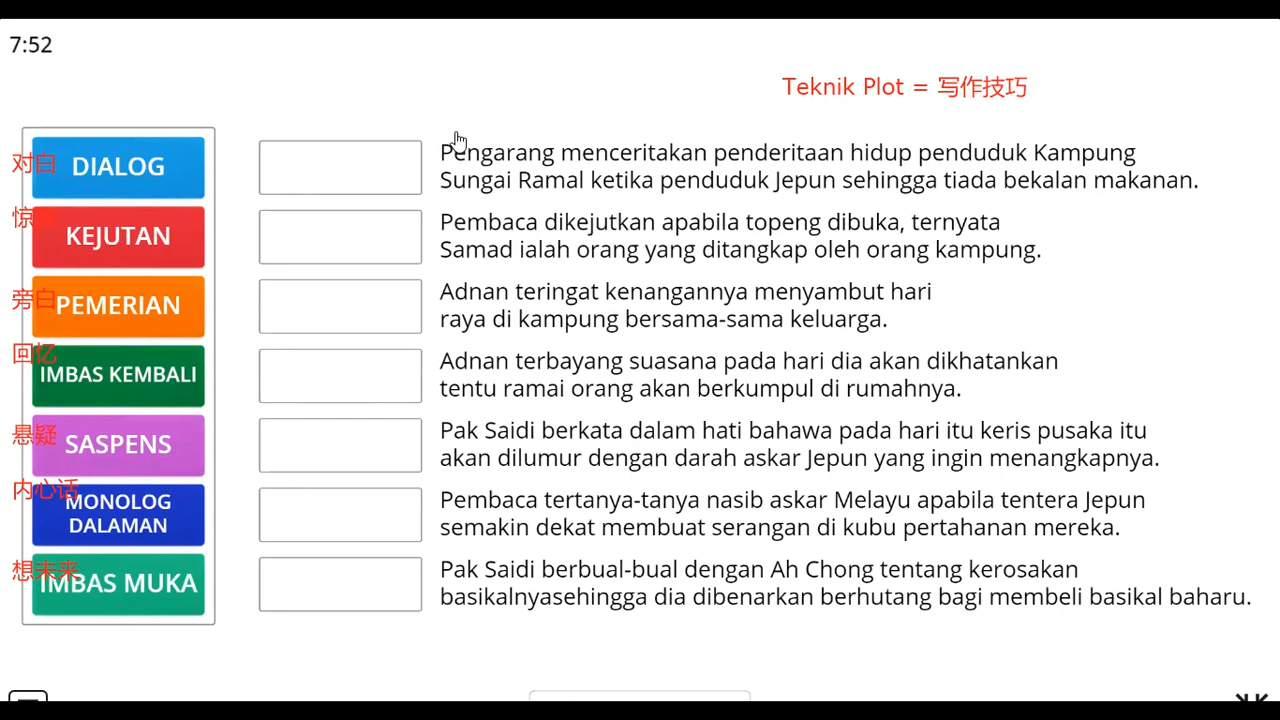 7:52
Teknik Plot = 写作技巧
对白
DIALOG
惊
KEJUTAN
旁白
PEMERIAN
回忆
IMBAS KEMBALI
悬疑
SASPENS
内心话
MONOLOG
DALAMAN
想未来
IMBAS MUKA
Pengarang menceritakan penderitaan hidup penduduk Kampung
Sungai Ramal ketika penduduk Jepun sehingga tiada bekalan makanan.
Pembaca dikejutkan apabila topeng dibuka, ternyata
Samad ialah orang yang ditangkap oleh orang kampung.
Adnan teringat kenangannya menyambut hari
raya di kampung bersama-sama keluarga.
Adnan terbayang suasana pada hari dia akan dikhatankan
tentu ramai orang akan berkumpul di rumahnya.
Pak Saidi berkata dalam hati bahawa pada hari itu keris pusaka itu
akan dilumur dengan darah askar Jepun yang ingin menangkapnya.
Pembaca tertanya-tanya nasib askar Melayu apabila tentera Jepun
semakin dekat membuat serangan di kubu pertahanan mereka.
Pak Saidi berbual-bual dengan Ah Chong tentang kerosakan
basikalnyasehingga dia dibenarkan berhutang bagi membeli basikal baharu.